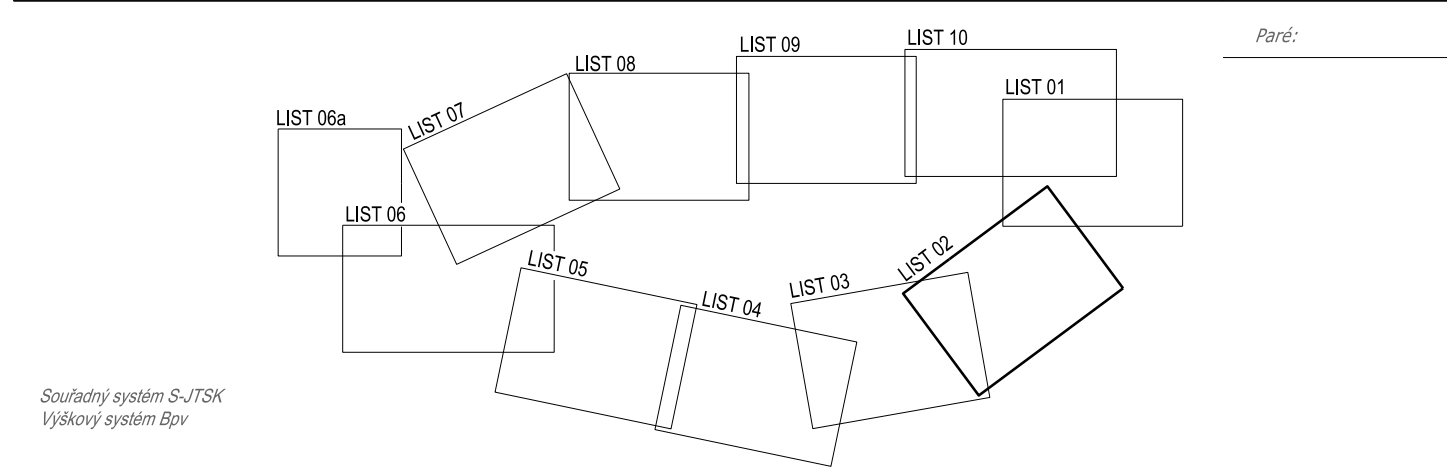 Paré:
LIST 10
LIST 09
LIST 08
LIST 01
LIST 07
LIST 06a
LIST 06
LIST 02
LIST 05
LIST 03
LIST 04
Souřadný systém S-JTSK
Výškový systém Bpv